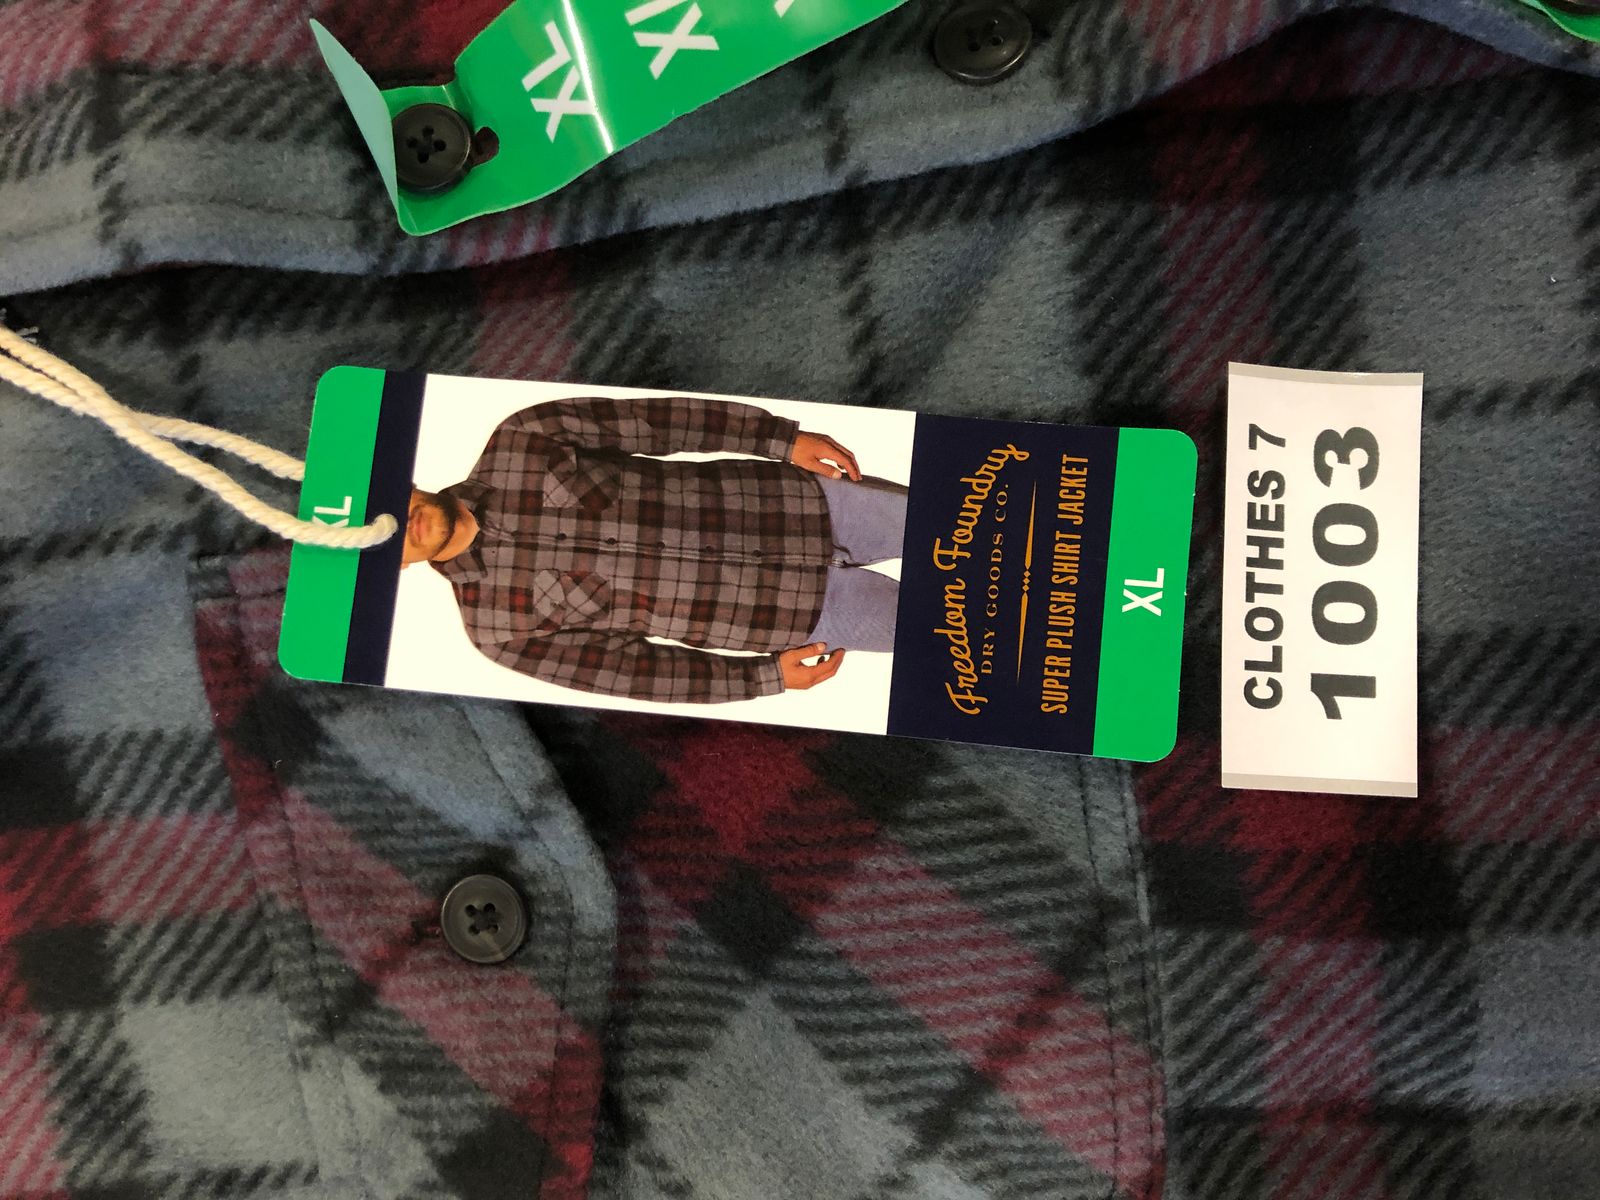 XL
XL
XL
Freedom Foundry
DRY GOODS CO.
SUPER PLUSH SHIRT JACKET
XL
CLOTHES 7
1003